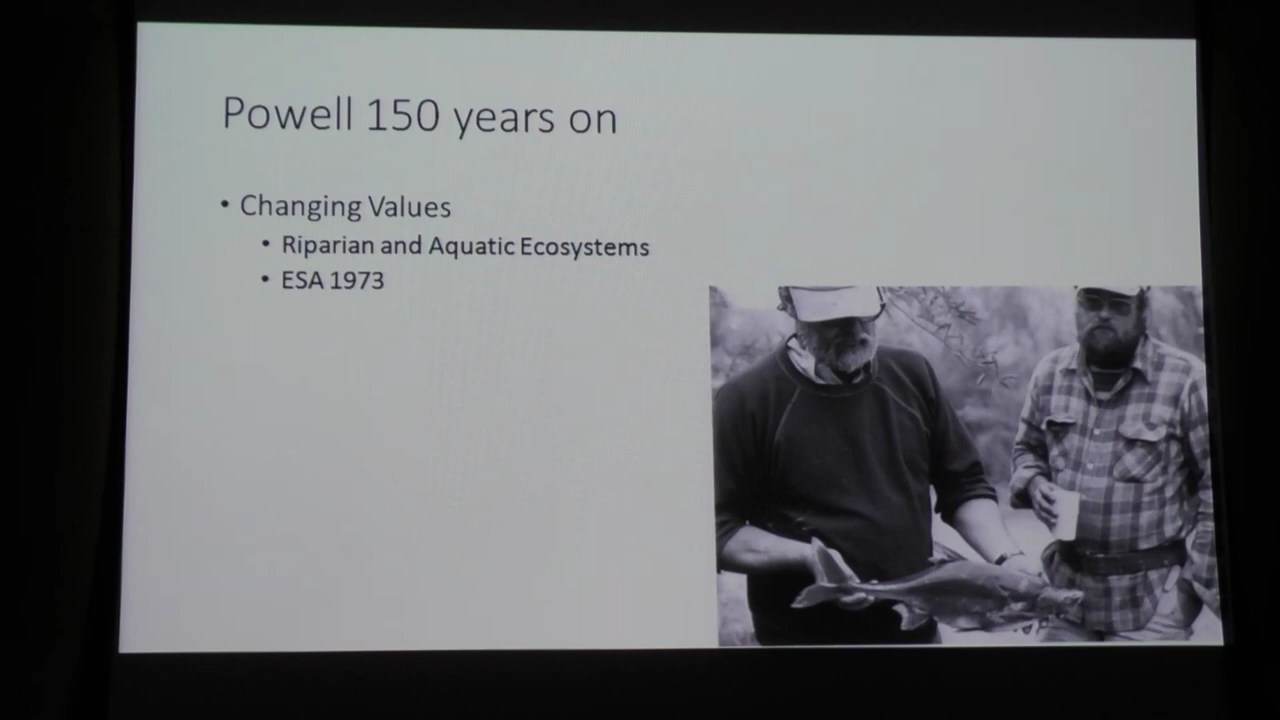 Powell 150 years on
• Changing Values
• Riparian and Aquatic Ecosystems
• ESA 1973